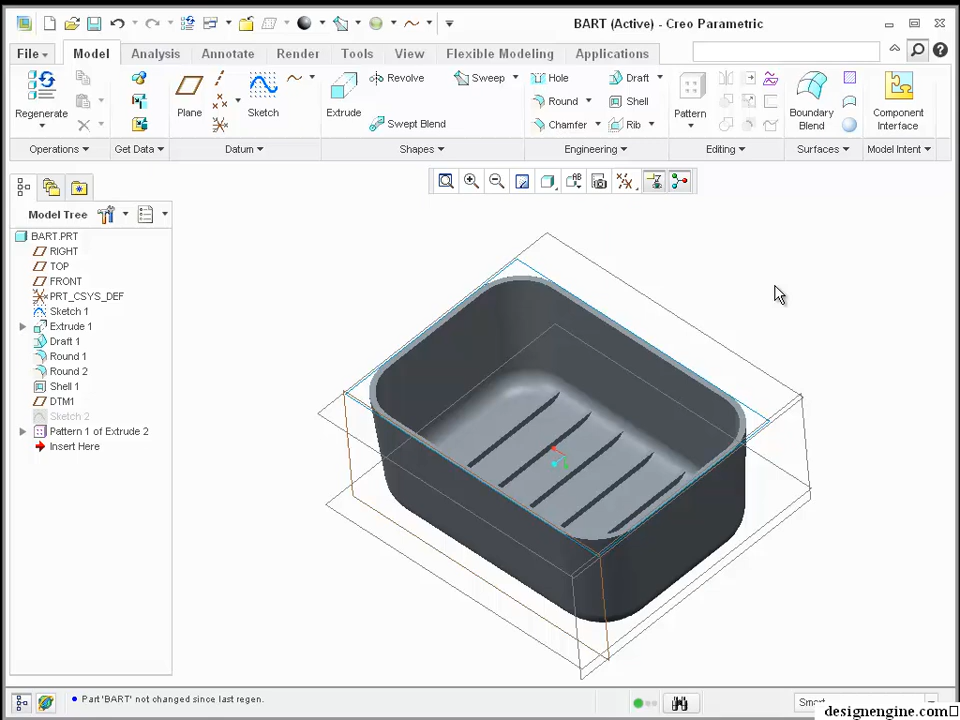 BART (Active) - Creo Parametric
File Model Analysis Annotate Render Tools View Flexible Modeling Applications
Regenerate
Operations
Get Data
Plane
Sketch
Datum
Extrude
Revolve
Sweep
Swept Blend
Shapes
Hole
Draft
Round
Shell
Chamfer
Rib
Engineering
Pattern
Editing
Boundary Blend
Surfaces
Component Interface
Model Intent
Model Tree
BART.PRT
RIGHT
TOP
FRONT
PRT_CSYS_DEF
Sketch 1
Extrude 1
Draft 1
Round 1
Round 2
Shell 1
DTM1
Sketch 2
Pattern 1 of Extrude 2
Insert Here
Part 'BART' not changed since last regen.
designengine.com